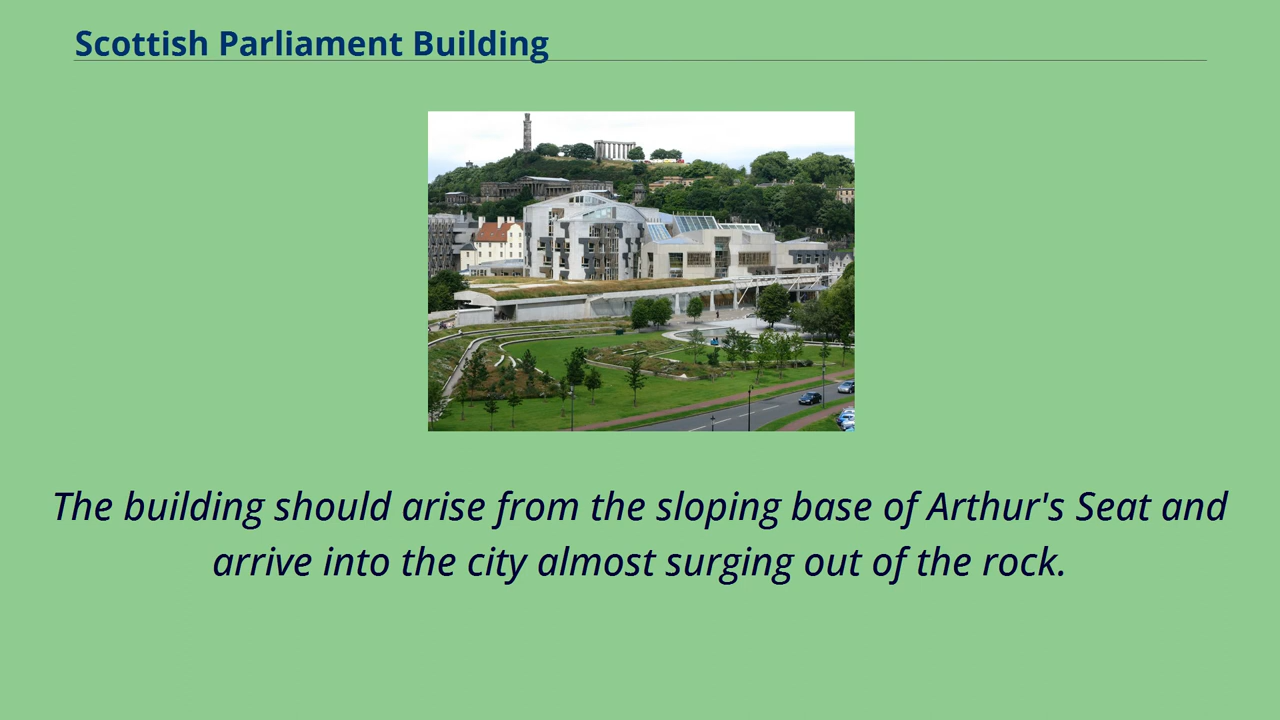 Scottish Parliament Building
The building should arise from the sloping base of Arthur's Seat and
arrive into the city almost surging out of the rock.